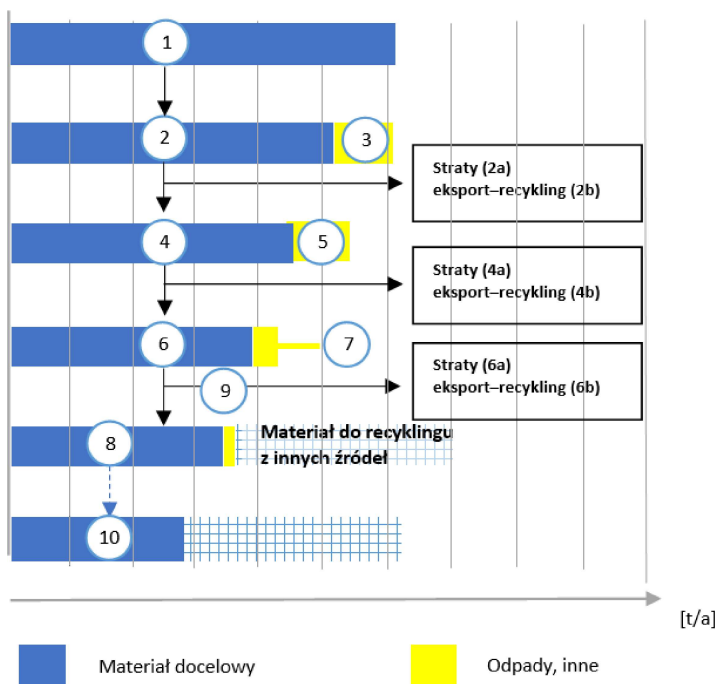 1
2
3
Straty (2a)
eksport–recykling (2b)
4
5
Straty (4a)
eksport–recykling (4b)
6
7
Straty (6a)
eksport–recykling (6b)
9
8
Materiał do recyklingu
z innych źródeł
10
[t/a]
Materiał docelowy
Odpady, inne